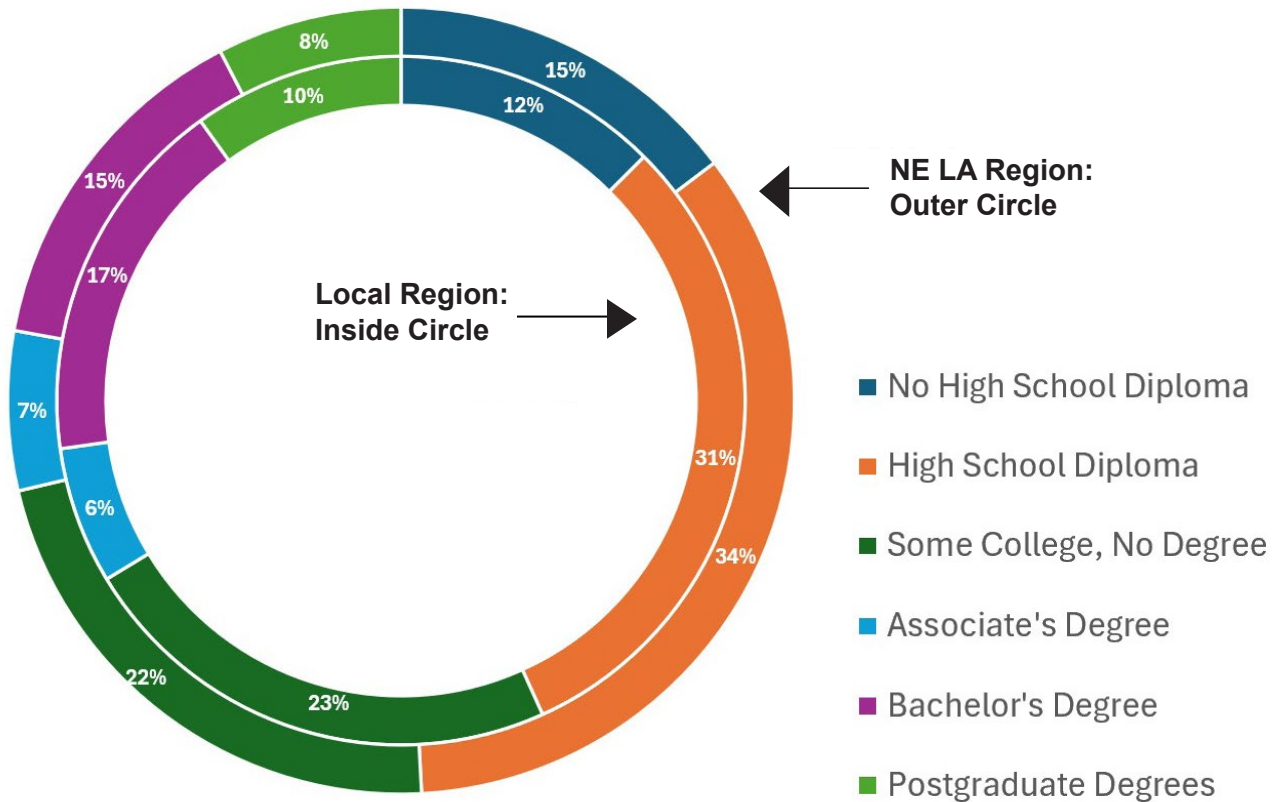 8%
15%
10%
12%
NE LA Region:
Outer Circle
15%
17%
Local Region:
Inside Circle
No High School Diploma
7%
31%
High School Diploma
6%
34%
Some College, No Degree
Associate's Degree
22%
23%
Bachelor's Degree
Postgraduate Degrees